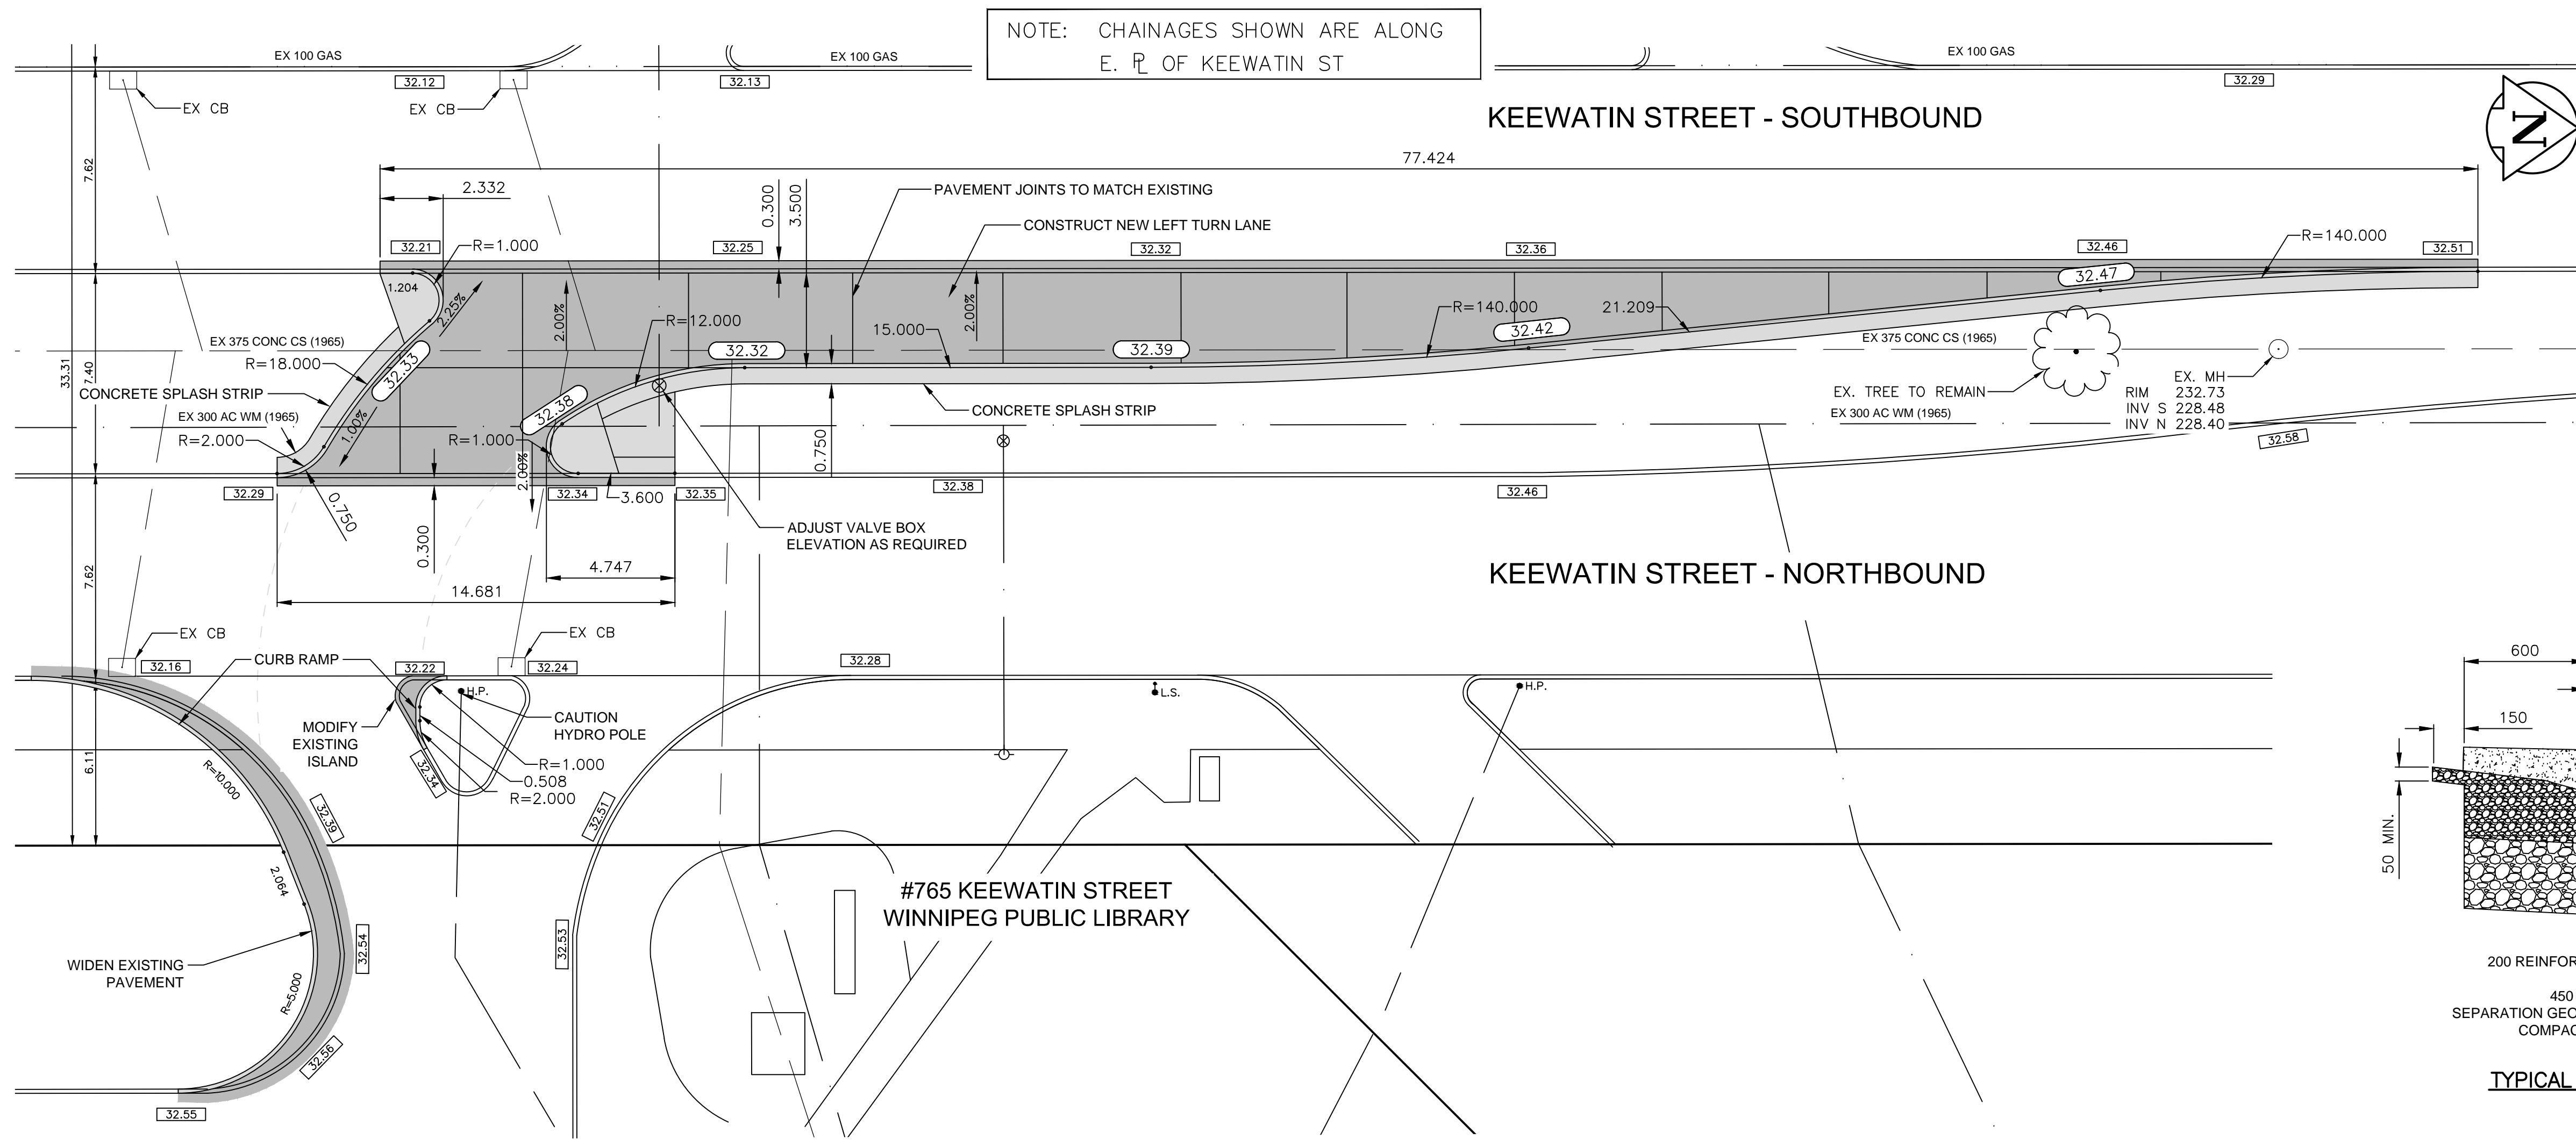 NOTE: CHAINAGES SHOWN ARE ALONG
E. ⅊ OF KEEWATIN ST
EX 100 GAS
EX 100 GAS
EX 100 GAS
32.12
32.13
32.29
EX CB
EX CB
KEEWATIN STREET - SOUTHBOUND
N
7.62
77.424
2.332
0.300
3.500
PAVEMENT JOINTS TO MATCH EXISTING
CONSTRUCT NEW LEFT TURN LANE
32.21
R=1.000
32.25
32.32
32.36
32.46
R=140.000
32.51
1.204
2.25%
2.00%
2.00%
32.47
R=12.000
15.000
R=140.000
21.209
32.42
EX 375 CONC CS (1965)
EX 375 CONC CS (1965)
R=18.000
32.33
32.32
32.39
33.31
7.40
CONCRETE SPLASH STRIP
EX 300 AC WM (1965)
1.00%
R=2.000
32.38
R=1.000
2.00%
0.750
CONCRETE SPLASH STRIP
EX. TREE TO REMAIN
EX 300 AC WM (1965)
EX. MH
RIM 232.73
INV S 228.48
INV N 228.40
32.58
32.29
0.750
0.300
32.34
3.600
32.35
32.38
32.46
ADJUST VALVE BOX
ELEVATION AS REQUIRED
4.747
14.681
7.62
KEEWATIN STREET - NORTHBOUND
EX CB
EX CB
32.16
CURB RAMP
32.22
32.24
32.28
H.P.
L.S.
H.P.
MODIFY
EXISTING
ISLAND
CAUTION
HYDRO POLE
R=1.000
0.508
R=2.000
32.34
6.11
R=10.000
32.39
32.51
2.064
#765 KEEWATIN STREET
WINNIPEG PUBLIC LIBRARY
32.54
32.53
WIDEN EXISTING
PAVEMENT
R=5.000
32.56
32.55
600
150
50 MIN.
200 REINFOR
450
SEPARATION GEO
COMPAC
TYPICAL